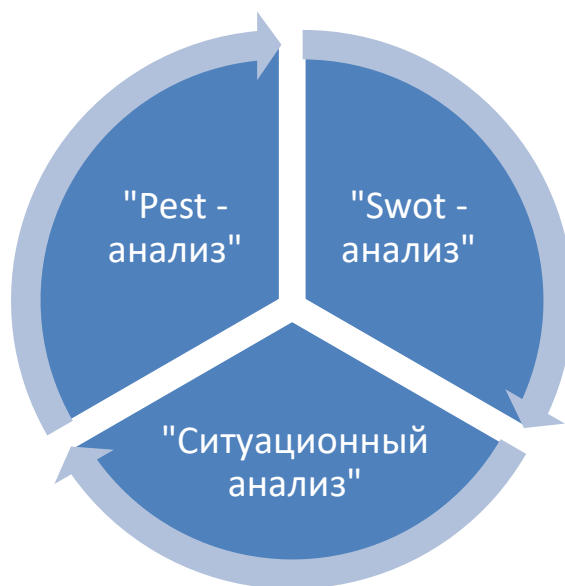 "Pest -
анализ"
"Swot -
анализ"
"Ситуационный
анализ"